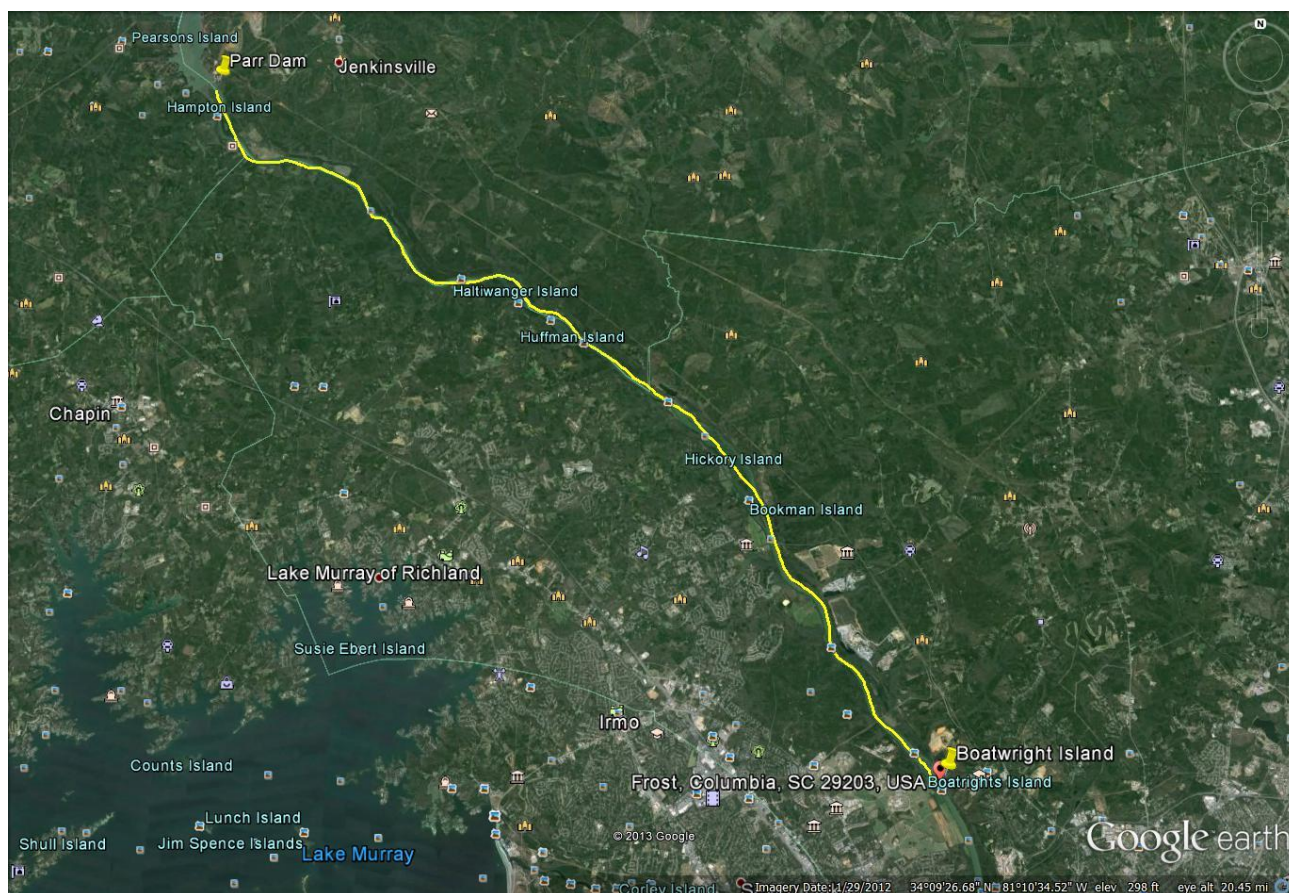 N
Pearsons Island
Parr Dam
Jenkinsville
Hampton Island
Haltiwanger Island
Huffman Island
Chapin
Hickory Island
Bookman Island
Lake Murray of Richland
Susie Ebert Island
Irmo
Boatwright Island
Counts Island
Frost, Columbia, SC 29203, USA
Boatrights Island
Lunch Island
© 2013 Google
Google earth
Shull Island
Jim Spence Islands
Lake Murray
Corley Island
S
Imagery Date: 1/29/2012 34°09'26.68" N 81°10'34.52" W elev 298 ft eye alt 20.45 mi